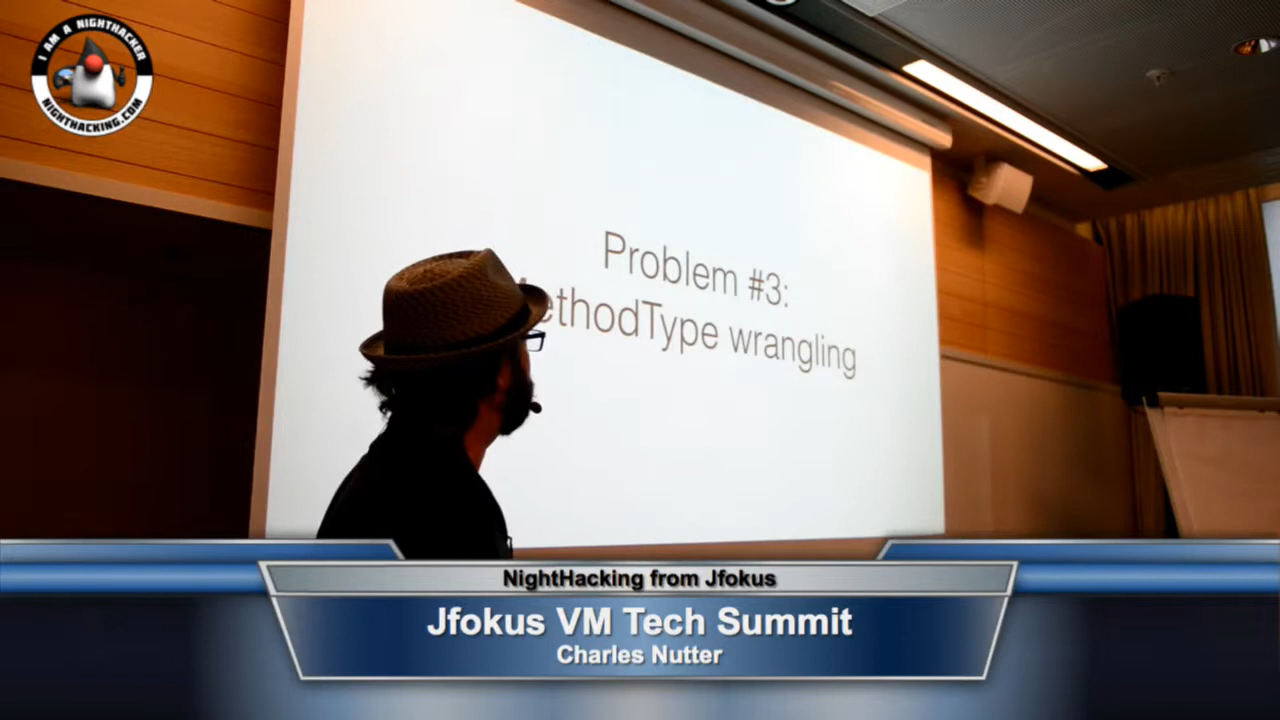 I AM A NIGHTHACKER
NIGHTHACKING.COM
Problem #3:
ethodType wrangling
NightHacking from Jfokus
Jfokus VM Tech Summit
Charles Nutter